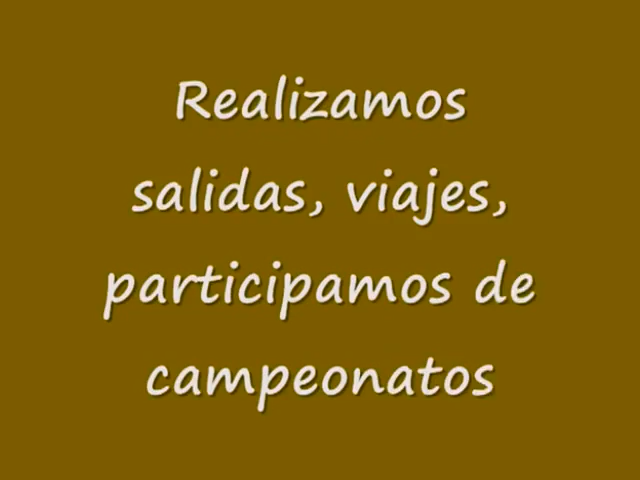 Realizamos
salidas, viajes,
participamos de
campeonatos